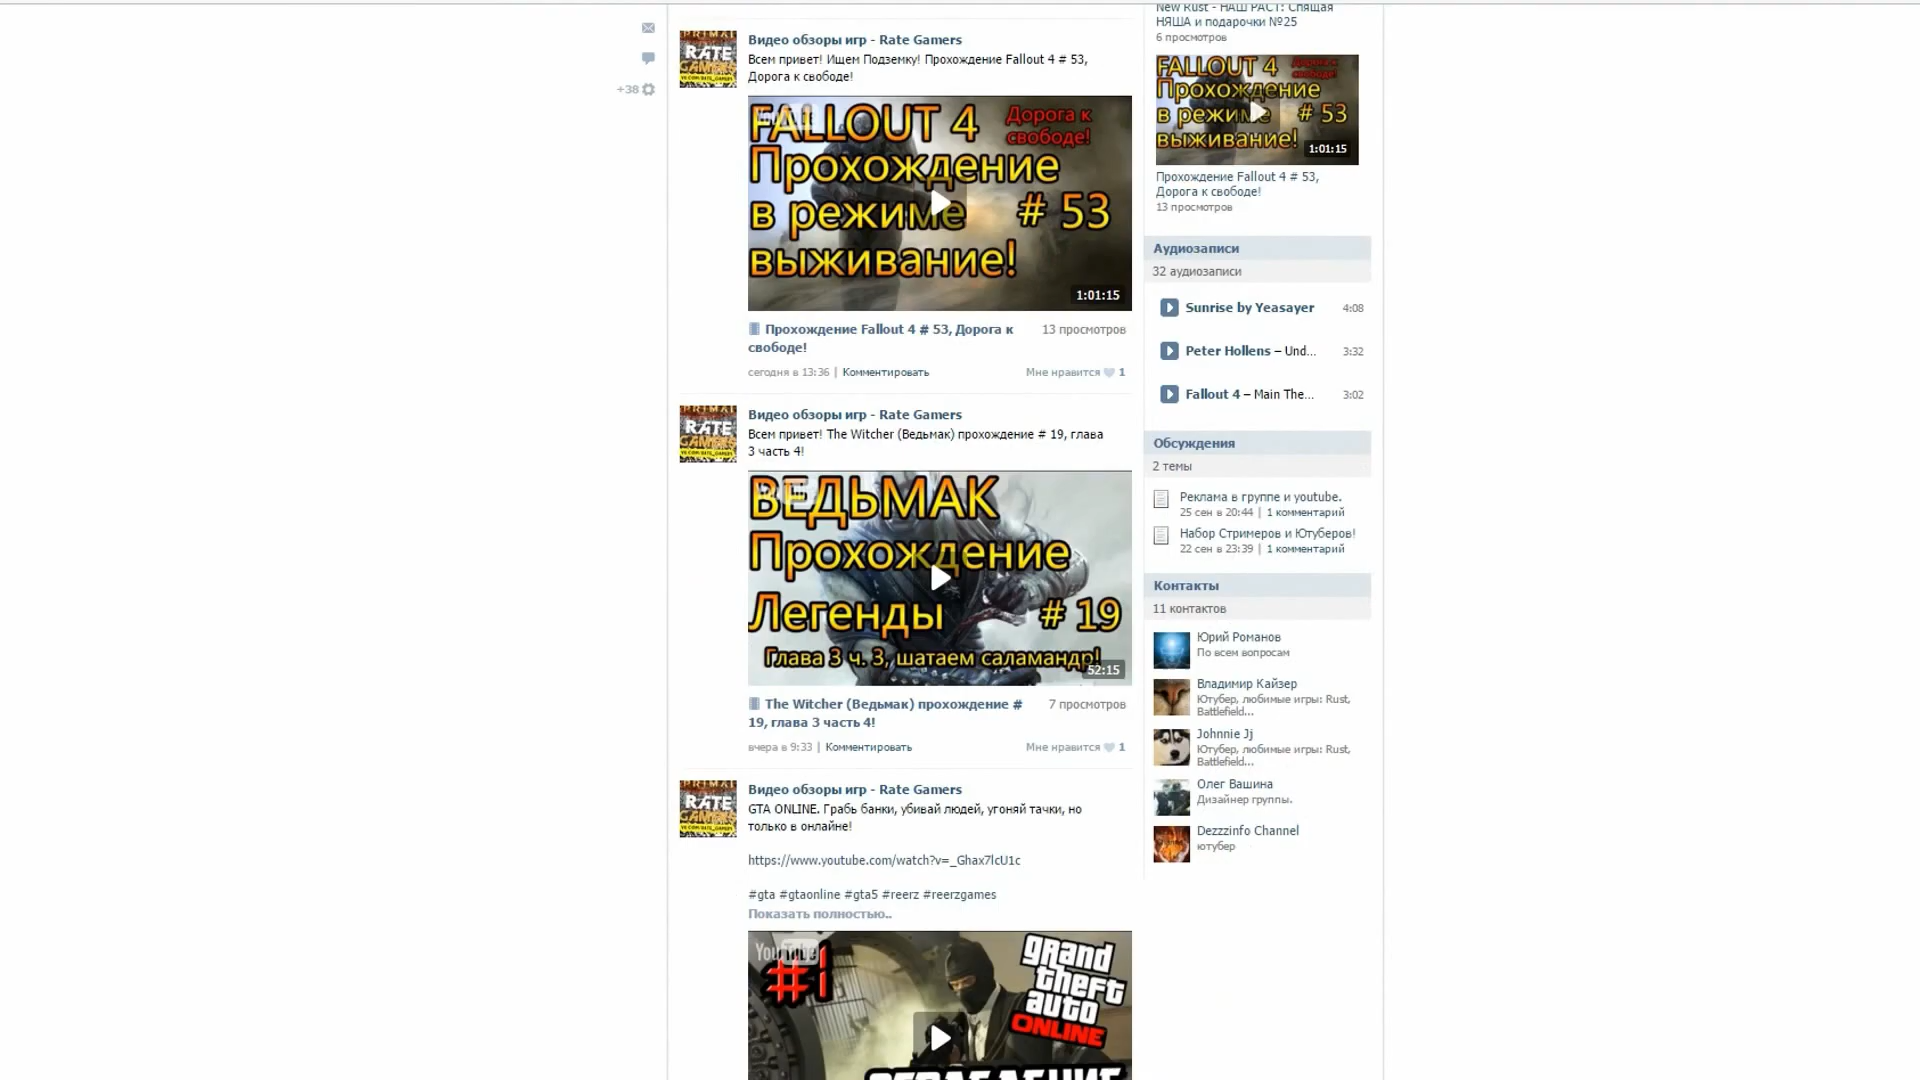 +38
Видео обзоры игр - Rate Gamers
Всем привет! Ищем Подземку! Прохождение Fallout 4 # 53,
Дорога к свободе!
FALLOUT 4
Дорога к
свободе!
Прохождение
в режиме # 53
выживание!
1:01:15
Прохождение Fallout 4 # 53, Дорога к
свободе!
13 просмотров
сегодня в 13:36 | Комментировать
Мне нравится 1
PRIMAL
RATE
GAMERS
Видео обзоры игр - Rate Gamers
Всем привет! The Witcher (Ведьмак) прохождение # 19, глава
3 часть 4!
ВЕДЬМАК
Прохождение
Легенды # 19
Глава 3 ч. 3, шатаем саламандр!
52:15
The Witcher (Ведьмак) прохождение #
19, глава 3 часть 4!
7 просмотров
вчера в 9:33 | Комментировать
Мне нравится 1
RATE
GAMERS
Видео обзоры игр - Rate Gamers
GTA ONLINE. Грабь банки, убивай людей, угоняй тачки, но
только в онлайне!
https://www.youtube.com/watch?v=_Ghax7lcU1c
#gta #gtaonline #gta5 #reerz #reerzgames
Показать полностью..
YouTube
#1
grand
theft
auto
ONLINE
New Rust - НАШ РАСТ: Спящая
НЯША и подарочки №25
6 просмотров
FALLOUT 4
Дорога к
свободе!
Прохождение
в режиме # 53
выживание!
1:01:15
Прохождение Fallout 4 # 53,
Дорога к свободе!
13 просмотров
Аудиозаписи
32 аудиозаписи
Sunrise by Yeasayer 4:08
Peter Hollens – Und... 3:32
Fallout 4 – Main The... 3:02
Обсуждения
2 темы
Реклама в группе и youtube.
25 сен в 20:44 | 1 комментарий
Набор Стримеров и Ютуберов!
22 сен в 23:39 | 1 комментарий
Контакты
11 контактов
Юрий Романов
По всем вопросам
Владимир Кайзер
Ютубер, любимые игры: Rust,
Battlefield...
Johnnie Jj
Ютубер, любимые игры: Rust,
Battlefield...
Олег Вашина
Дизайнер группы.
Dezzzinfo Channel
ютубер